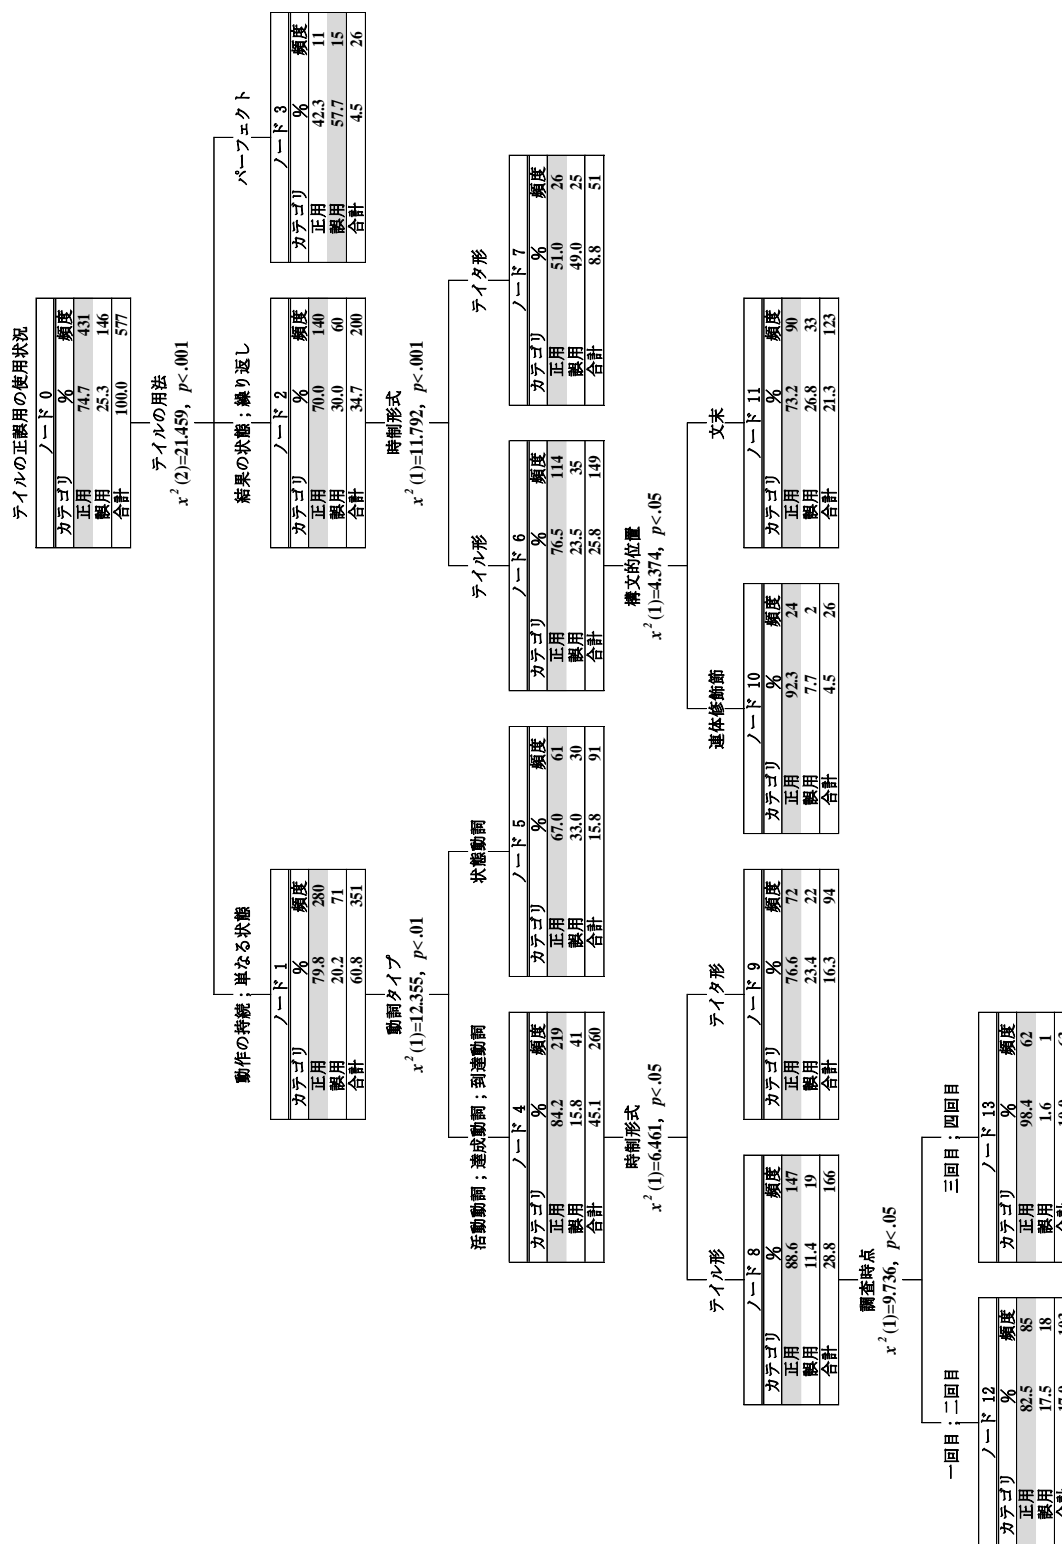 テイルの正誤用の使用状況
ノード 0
カテゴリ % 頻度
正用 74.7 431
誤用 25.3 146
合計 100.0 577
テイルの用法
x²(2)=21.459, p<.001
動作の持続；単なる状態
ノード 1
カテゴリ % 頻度
正用 79.8 280
誤用 20.2 71
合計 60.8 351
結果の状態；繰り返し
ノード 2
カテゴリ % 頻度
正用 70.0 140
誤用 30.0 60
合計 34.7 200
パーフェクト
ノード 3
カテゴリ % 頻度
正用 42.3 11
誤用 57.7 15
合計 4.5 26
動詞タイプ
x²(1)=12.355, p<.01
時制形式
x²(1)=11.792, p<.001
活動動詞；達成動詞；到達動詞
ノード 4
カテゴリ % 頻度
正用 84.2 219
誤用 15.8 41
合計 45.1 260
状態動詞
ノード 5
カテゴリ % 頻度
正用 67.0 61
誤用 33.0 30
合計 15.8 91
テイル形
ノード 6
カテゴリ % 頻度
正用 76.5 114
誤用 23.5 35
合計 25.8 149
テイタ形
ノード 7
カテゴリ % 頻度
正用 51.0 26
誤用 49.0 25
合計 8.8 51
時制形式
x²(1)=6.461, p<.05
構文的位置
x²(1)=4.374, p<.05
テイル形
ノード 8
カテゴリ % 頻度
正用 88.6 147
誤用 11.4 19
合計 28.8 166
テイタ形
ノード 9
カテゴリ % 頻度
正用 76.6 72
誤用 23.4 22
合計 16.3 94
連体修飾節
ノード 10
カテゴリ % 頻度
正用 92.3 24
誤用 7.7 2
合計 4.5 26
文末
ノード 11
カテゴリ % 頻度
正用 73.2 90
誤用 26.8 33
合計 21.3 123
調査時点
x²(1)=9.736, p<.05
一回目；二回目
ノード 12
カテゴリ % 頻度
正用 82.5 85
誤用 17.5 18
三回目；四回目
ノード 13
カテゴリ % 頻度
正用 98.4 62
誤用 1.6 1